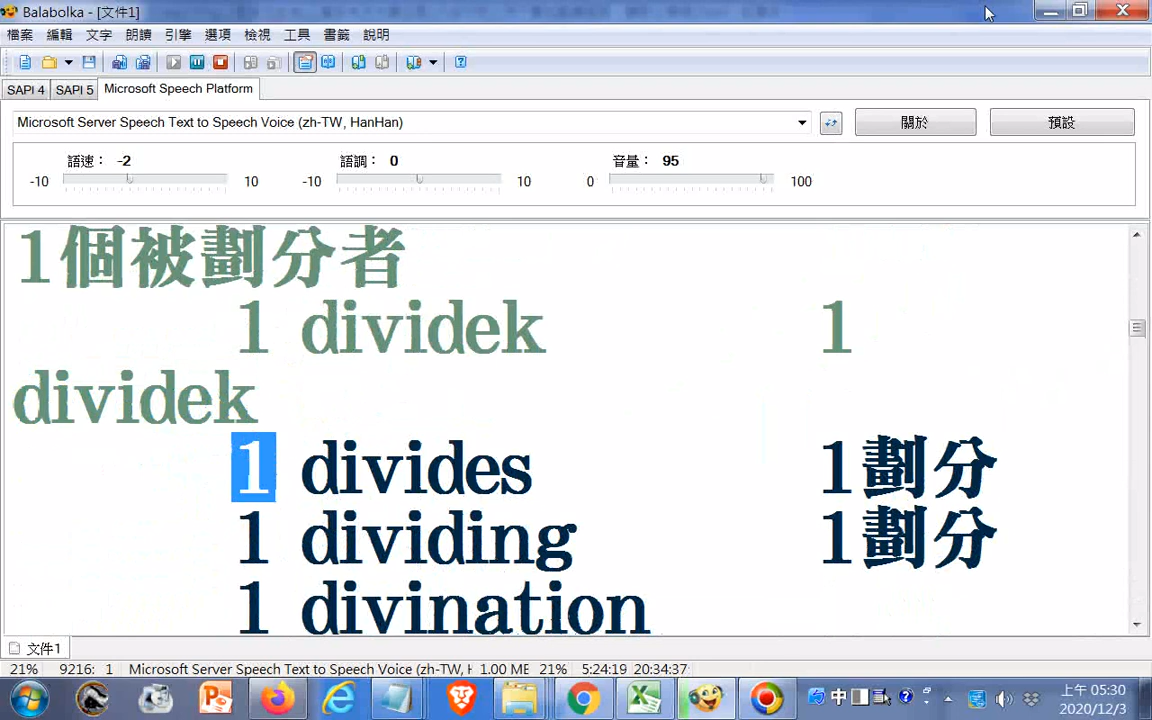 Balabolka - [文件1]
檔案 編輯 文字 朗讀 引擎 選項 檢視 工具 書籤 說明
SAPI 4 SAPI 5 Microsoft Speech Platform
Microsoft Server Speech Text to Speech Voice (zh-TW, HanHan) 關於 預設
語速： -2 語調： 0 音量： 95
-10 10 -10 10 0 100
1個被劃分者
1 dividek 1
dividek
1 divides 1劃分
1 dividing 1劃分
1 divination
文件1
21% 9216: 1 Microsoft Server Speech Text to Speech Voice (zh-TW, H 1.00 ME 21% 5:24:19 20:34:37
中 上午 05:30
2020/12/3